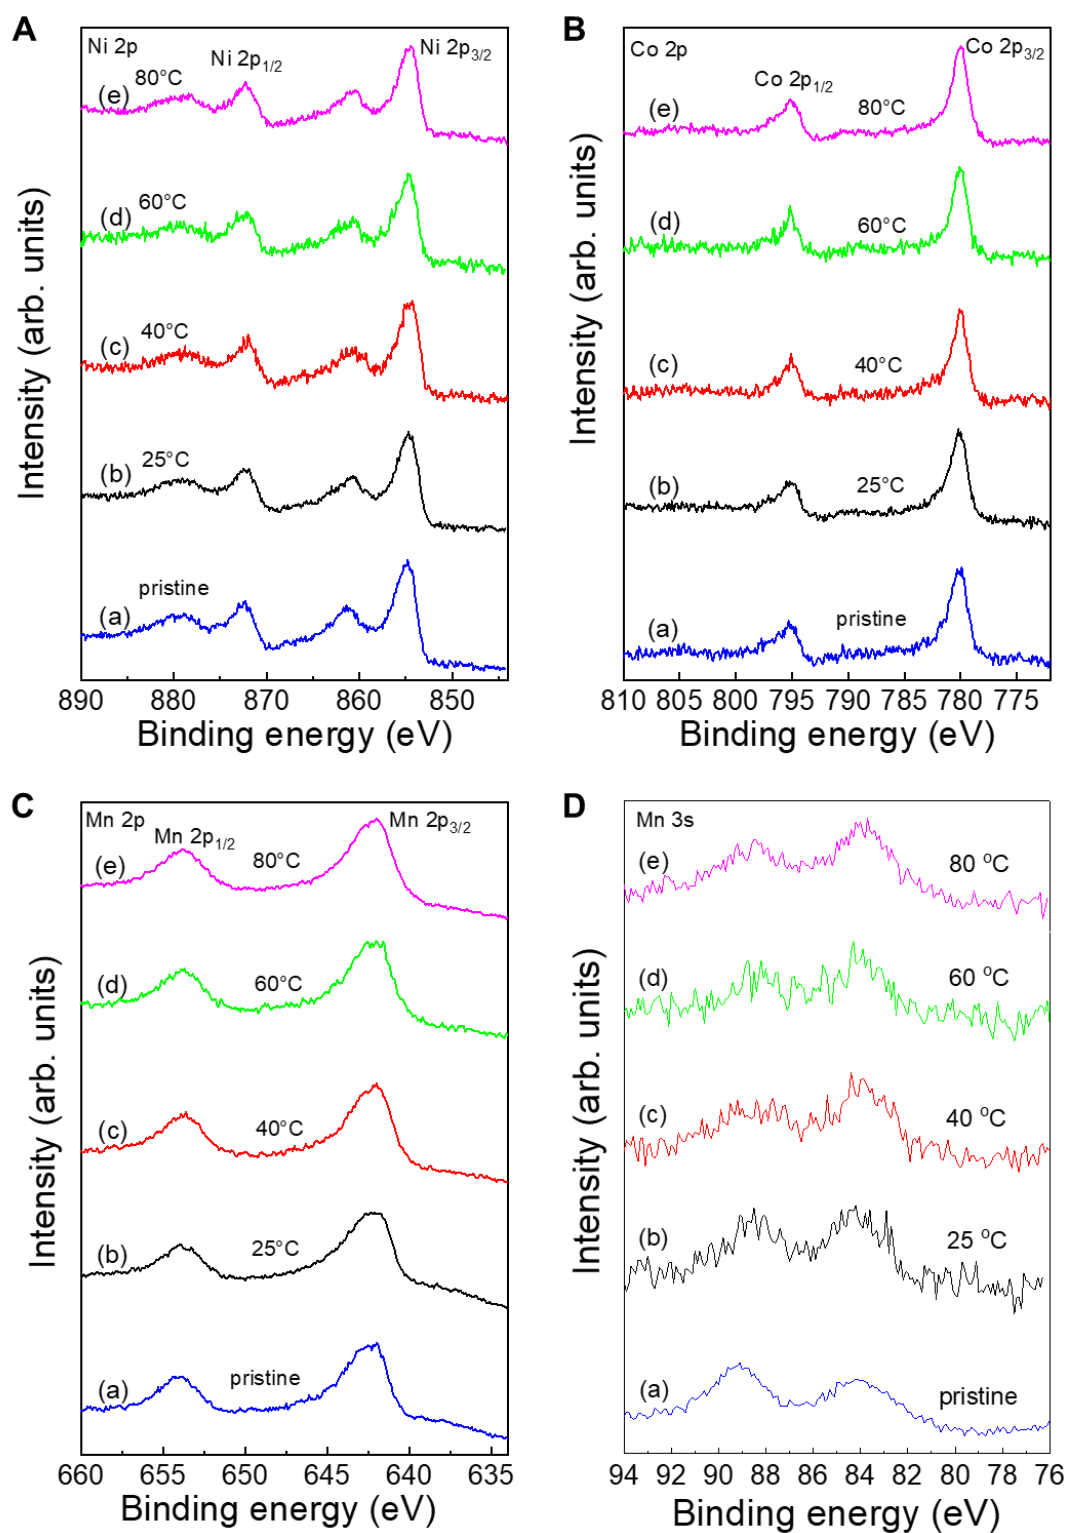 A
Ni 2p
Ni 2p1/2
Ni 2p3/2
(e)
80°C
(d)
60°C
(c)
40°C
(b)
25°C
(a)
pristine
Intensity (arb. units)
890 880 870 860 850
Binding energy (eV)
B
Co 2p
Co 2p1/2
Co 2p3/2
(e)
80°C
(d)
60°C
(c)
40°C
(b)
25°C
(a)
pristine
Intensity (arb. units)
810 805 800 795 790 785 780 775
Binding energy (eV)
C
Mn 2p
Mn 2p1/2
Mn 2p3/2
(e)
80°C
(d)
60°C
(c)
40°C
(b)
25°C
(a)
pristine
Intensity (arb. units)
660 655 650 645 640 635
Binding energy (eV)
D
Mn 3s
(e)
80 °C
(d)
60 °C
(c)
40 °C
(b)
25 °C
(a)
pristine
Intensity (arb. units)
94 92 90 88 86 84 82 80 78 76
Binding energy (eV)